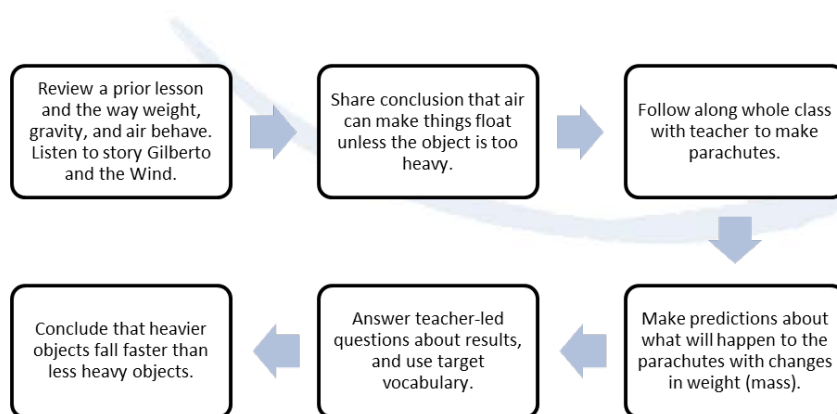 Review a prior lesson
and the way weight,
gravity, and air behave.
Listen to story Gilberto
and the Wind.
Share conclusion that air
can make things float
unless the object is too
heavy.
Follow along whole class
with teacher to make
parachutes.
Make predictions about
what will happen to the
parachutes with changes
in weight (mass).
Answer teacher-led
questions about results,
and use target
vocabulary.
Conclude that heavier
objects fall faster than
less heavy objects.